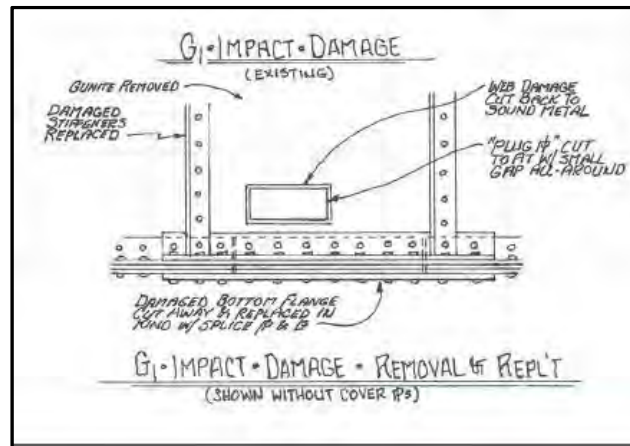 G1 · IMPACT · DAMAGE
(EXISTING)
GUNITE REMOVED
DAMAGED
STIFFENERS
REPLACED
WEB DAMAGE
CUT BACK TO
SOUND METAL
"PLUG ⅊" CUT
TO FIT W/ SMALL
GAP ALL-AROUND
DAMAGED BOTTOM FLANGE
CUT AWAY & REPLACED IN
KIND W/ SPLICE ⅊ &
G1 · IMPACT · DAMAGE · REMOVAL & REPL'T
(SHOWN WITHOUT COVER ⅊s)